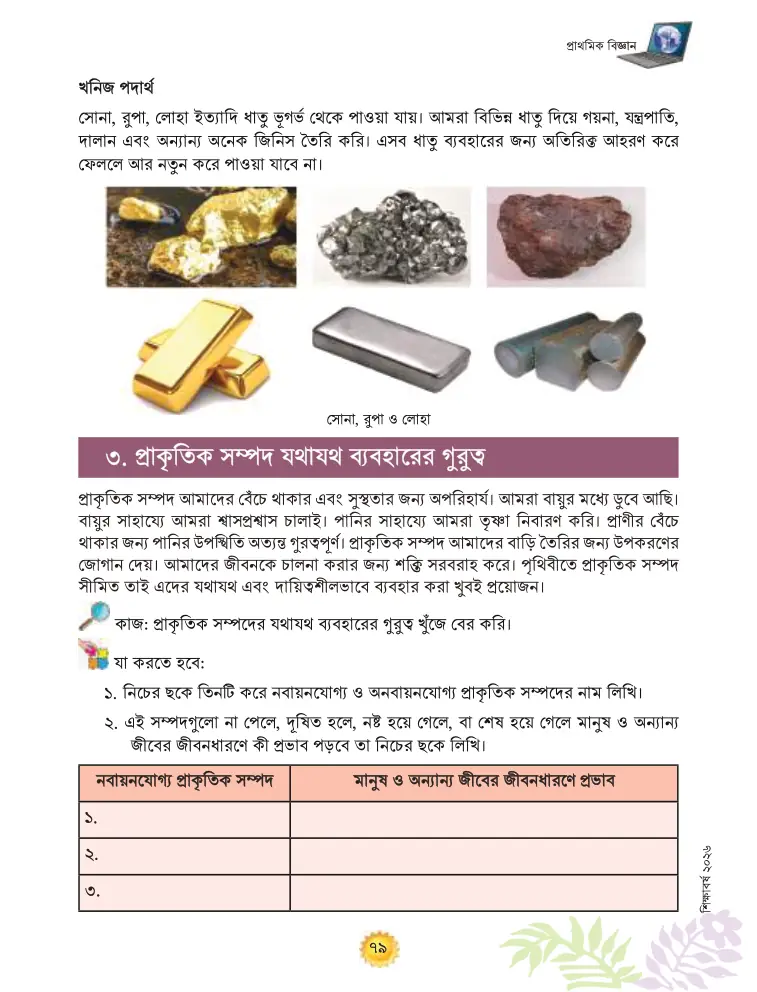 প্রাথমিক বিজ্ঞান
খনিজ পদার্থ
সোনা, রুপা, লোহা ইত্যাদি ধাতু ভূগর্ভ থেকে পাওয়া যায়। আমরা বিভিন্ন ধাতু দিয়ে গয়না, যন্ত্রপাতি,
দালান এবং অন্যান্য অনেক জিনিস তৈরি করি। এসব ধাতু ব্যবহারের জন্য অতিরিক্ত আহরণ করে
ফেললে আর নতুন করে পাওয়া যাবে না।
সোনা, রুপা ও লোহা
৩. প্রাকৃতিক সম্পদ যথাযথ ব্যবহারের গুরুত্ব
প্রাকৃতিক সম্পদ আমাদের বেঁচে থাকার এবং সুস্থতার জন্য অপরিহার্য। আমরা বায়ুর মধ্যে ডুবে আছি।
বায়ুর সাহায্যে আমরা শ্বাসপ্রশ্বাস চালাই। পানির সাহায্যে আমরা তৃষ্ণা নিবারণ করি। প্রাণীর বেঁচে
থাকার জন্য পানির উপস্থিতি অত্যন্ত গুরত্বপূর্ণ। প্রাকৃতিক সম্পদ আমাদের বাড়ি তৈরির জন্য উপকরণের
জোগান দেয়। আমাদের জীবনকে চালনা করার জন্য শক্তি সরবরাহ করে। পৃথিবীতে প্রাকৃতিক সম্পদ
সীমিত তাই এদের যথাযথ এবং দায়িত্বশীলভাবে ব্যবহার করা খুবই প্রয়োজন।
কাজ: প্রাকৃতিক সম্পদের যথাযথ ব্যবহারের গুরুত্ব খুঁজে বের করি।
যা করতে হবে:
১. নিচের ছকে তিনটি করে নবায়নযোগ্য ও অনবায়নযোগ্য প্রাকৃতিক সম্পদের নাম লিখি।
২. এই সম্পদগুলো না পেলে, দূষিত হলে, নষ্ট হয়ে গেলে, বা শেষ হয়ে গেলে মানুষ ও অন্যান্য
জীবের জীবনধারণে কী প্রভাব পড়বে তা নিচের ছকে লিখি।
নবায়নযোগ্য প্রাকৃতিক সম্পদ মানুষ ও অন্যান্য জীবের জীবনধারণে প্রভাব
১.
২.
৩.
শিক্ষাবর্ষ ২০২৬
৭৯